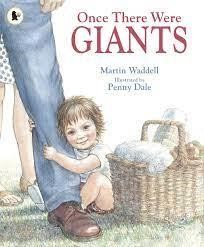 Once There Were
GIANTS
Martin Waddell
Illustrated by
Penny Dale